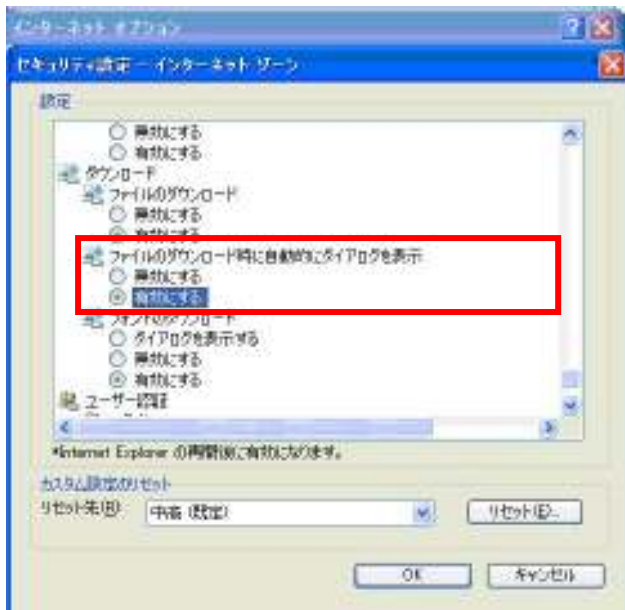 インターネット オプション
セキュリティ設定 - インターネット ゾーン
設定
無効にする
有効にする
ダウンロード
ファイルのダウンロード
無効にする
有効にする
ファイルのダウンロード時に自動的にダイアログを表示
無効にする
有効にする
フォントのダウンロード
ダイアログを表示する
無効にする
有効にする
ユーザー認証
*Internet Explorer の再開後に有効になります。
カスタム設定のリセット
リセット先(R)
中高 (既定)
リセット(E)...
OK
キャンセル